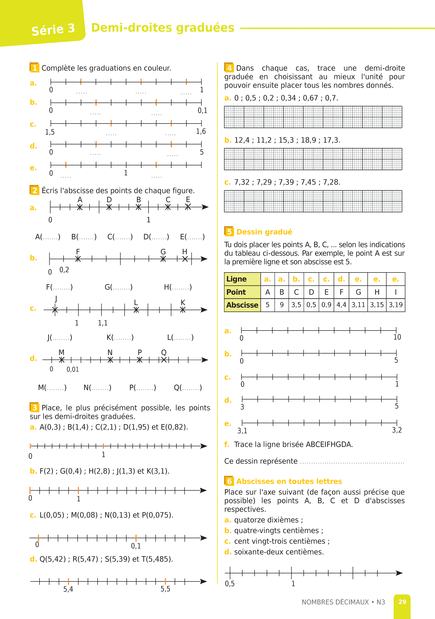 Série 3 Demi-droites graduées
1 Complète les graduations en couleur.
a.
0 ..... ..... ..... 1
b.
0 ..... ..... 0,1
c.
1,5 ..... ..... 1,6
d.
0 ..... ..... 5
e.
0 ..... 1
2 Écris l'abscisse des points de chaque figure.
a. A D B C E
0 1
A(........) B(........) C(........) D(........) E(........)
b. F G H
0 0,2
F(........) G(........) H(........)
c. J L K
1 1,1
J(........) K(........) L(........)
d. M N P Q
0 0,01
M(........) N(........) P(........) Q(........)
3 Place, le plus précisément possible, les points
sur les demi-droites graduées.
a. A(0,3) ; B(1,4) ; C(2,1) ; D(1,95) et E(0,82).
0 1
b. F(2) ; G(0,4) ; H(2,8) ; J(1,3) et K(3,1).
0 1
c. L(0,05) ; M(0,08) ; N(0,13) et P(0,075).
0 0,1
d. Q(5,42) ; R(5,47) ; S(5,39) et T(5,485).
5,4 5,5
4 Dans chaque cas, trace une demi-droite
graduée en choisissant au mieux l'unité pour
pouvoir ensuite placer tous les nombres donnés.
a. 0 ; 0,5 ; 0,2 ; 0,34 ; 0,67 ; 0,7.
b. 12,4 ; 11,2 ; 15,3 ; 18,9 ; 17,3.
c. 7,32 ; 7,29 ; 7,39 ; 7,45 ; 7,28.
5 Dessin gradué
Tu dois placer les points A, B, C, ... selon les indications
du tableau ci-dessous. Par exemple, le point A est sur
la première ligne et son abscisse est 5.
Ligne a. a. b. c. c. d. e. e. e.
Point A B C D E F G H I
Abscisse 5 9 3,5 0,5 0,9 4,4 3,11 3,15 3,19
a.
0 10
b.
0 5
c.
0 1
d.
3 5
e.
3,1 3,2
f. Trace la ligne brisée ABCEIFHGDA.
Ce dessin représente ........................................
6 Abscisses en toutes lettres
Place sur l'axe suivant (de façon aussi précise que
possible) les points A, B, C et D d'abscisses
respectives.
a. quatorze dixièmes ;
b. quatre-vingts centièmes ;
c. cent vingt-trois centièmes ;
d. soixante-deux centièmes.
0,5 1
NOMBRES DÉCIMAUX • N3 29